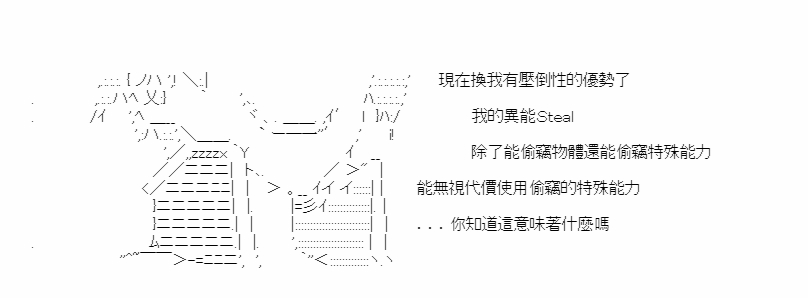 現在換我有壓倒性的優勢了
我的異能Steal
除了能偷竊物體還能偷竊特殊能力
能無視代價使用偷竊的特殊能力
... 你知道這意味著什麼嗎